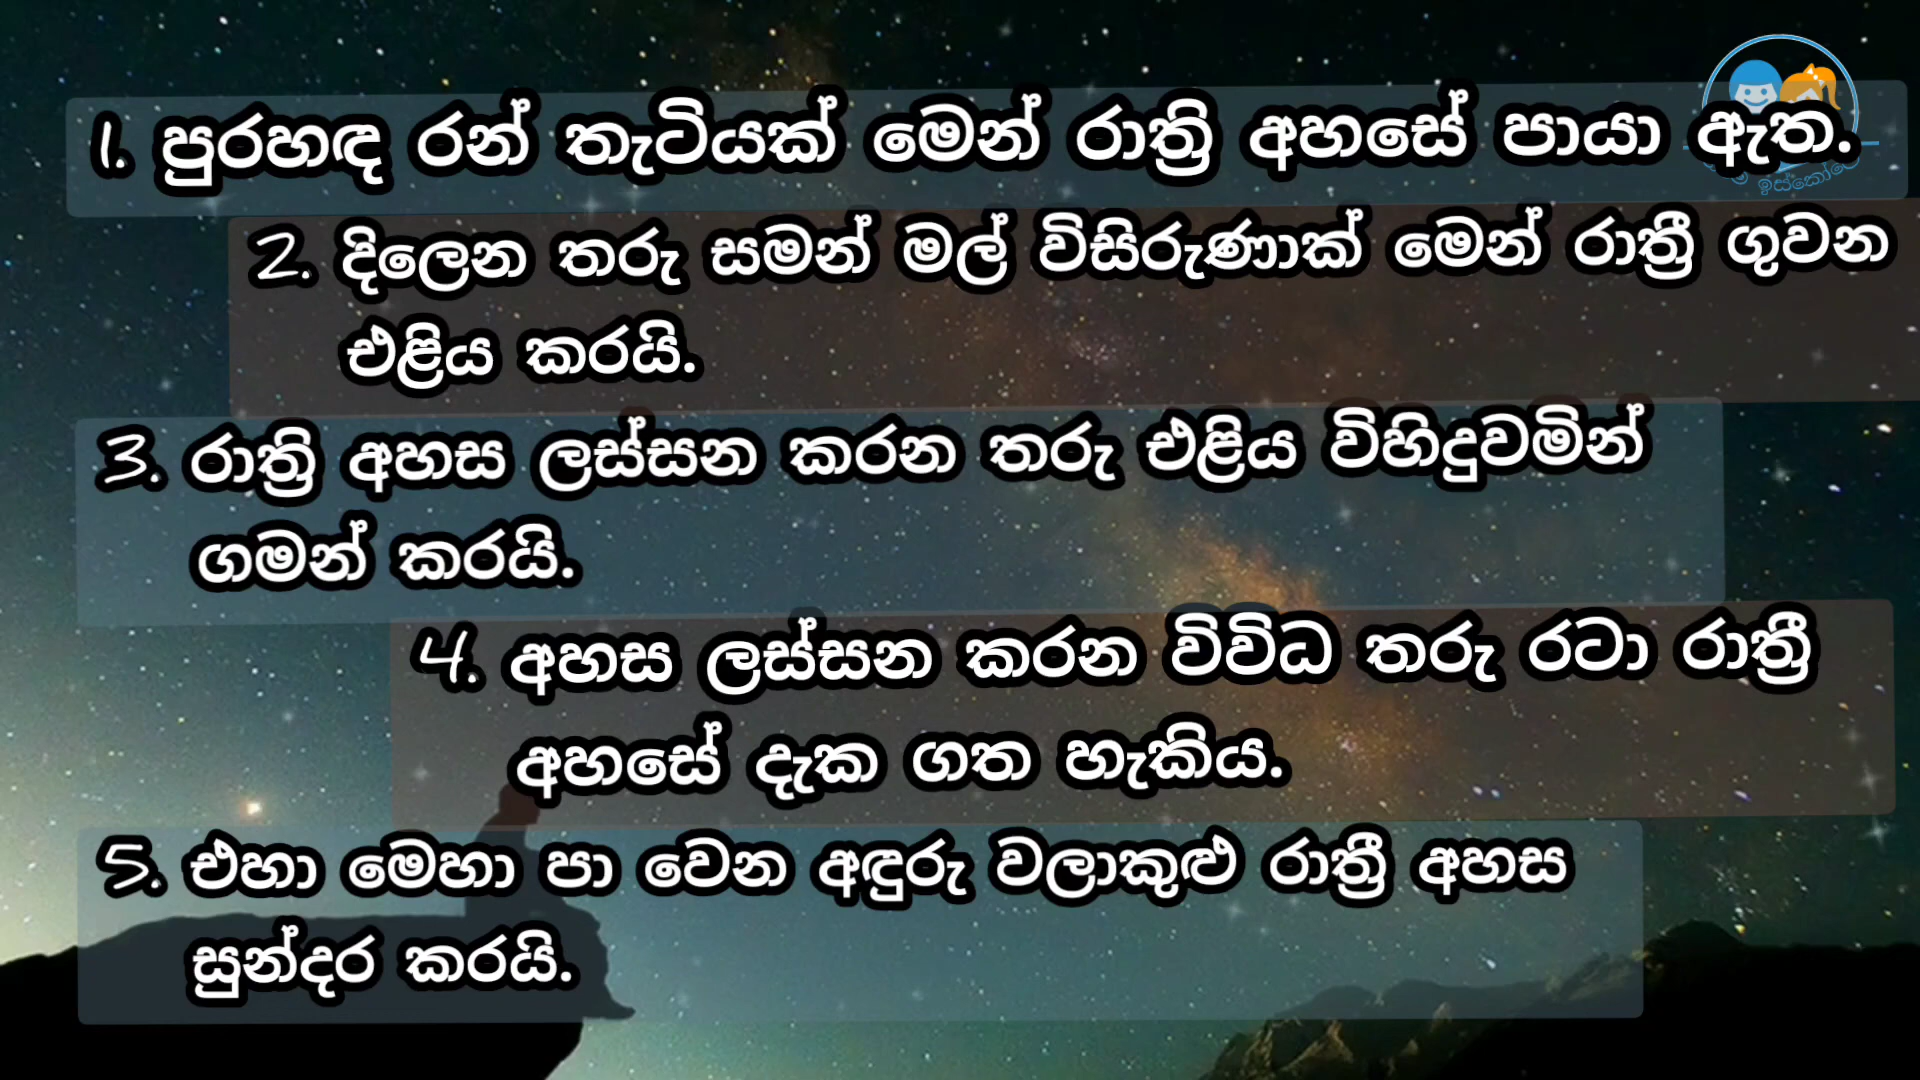 1. පුරහඳ රන් තැටියක් මෙන් රාත්‍රි අහසේ පායා ඇත.
2. දිලෙන තරු සමන් මල් විසිරුණාක් මෙන් රාත්‍රී ගුවන
එළිය කරයි.
3. රාත්‍රි අහස ලස්සන කරන තරු එළිය විහිදුවමින්
ගමන් කරයි.
4. අහස ලස්සන කරන විවිධ තරු රටා රාත්‍රී
අහසේ දැක ගත හැකිය.
5. එහා මෙහා පා වෙන අඳුරු වලාකුළු රාත්‍රී අහස
සුන්දර කරයි.